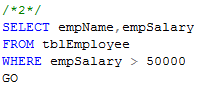 /*2*/
SELECT empName,empSalary
FROM tblEmployee
WHERE empSalary > 50000
GO